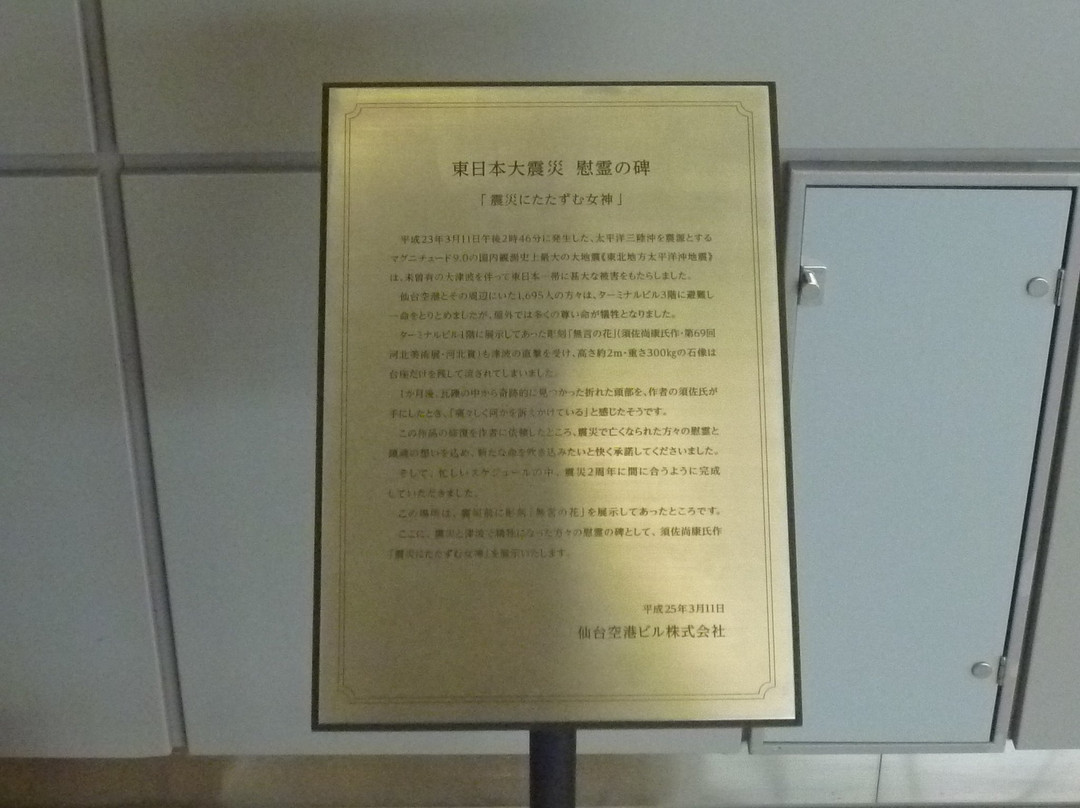 東日本大震災 慰霊の碑
「震災にたたずむ女神」
平成23年3月11日午後2時46分に発生した、太平洋三陸沖を震源とする
マグニチュード9.0の国内観測史上最大の大地震《東北地方太平洋沖地震》
は、未曽有の大津波を伴って東日本一帯に甚大な被害をもたらしました。
仙台空港とその周辺にいた1,695人の方々は、ターミナルビル3階に避難し
一命をとりとめましたが、屋外では多くの尊い命が犠牲となりました。
ターミナルビル1階に展示してあった彫刻「無言の花」(須佐尚康氏作・第69回
河北美術展・河北賞)も津波の直撃を受け、高さ約2m・重さ300kgの石像は
台座だけを残して流されてしまいました。
1か月後、瓦礫の中から奇跡的に見つかった折れた頭部を、作者の須佐氏が
手にしたとき、「痛々しく何かを訴えかけている」と感じたそうです。
この作品の修復を作者に依頼したところ、震災で亡くなられた方々の慰霊と
鎮魂の想いを込め、新たな命を吹き込みたいと快く承諾してくださいました。
そして、忙しいスケジュールの中、震災2周年に間に合うように完成
していただきました。
この場所は、震災前に彫刻「無言の花」を展示してあったところです。
ここに、震災と津波で犠牲になった方々の慰霊の碑として、須佐尚康氏作
「震災にたたずむ女神」を展示いたします。
平成25年3月11日
仙台空港ビル株式会社